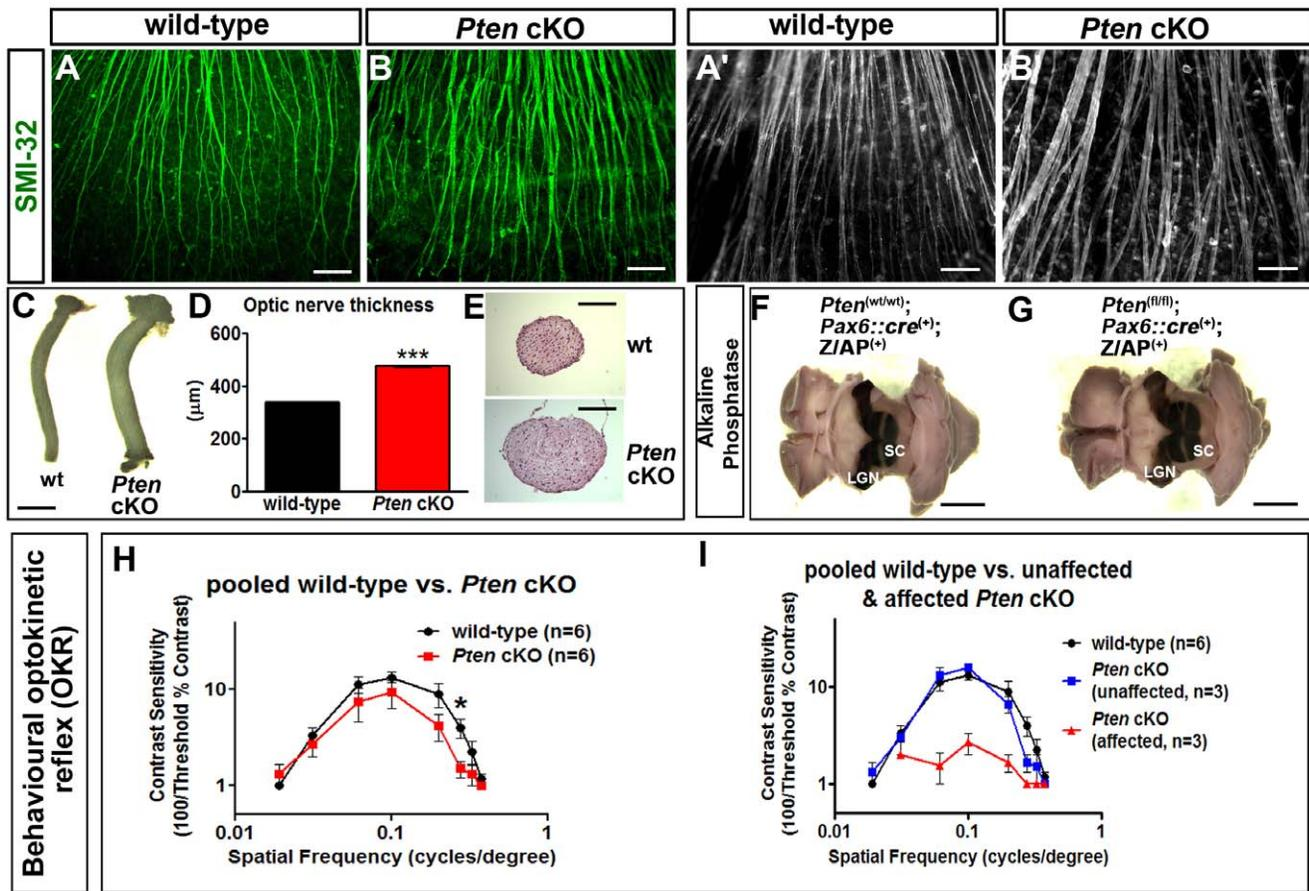 wild-type
Pten cKO
wild-type
Pten cKO
SMI-32
A
B
A'
B'
C
wt
Pten
cKO
D
Optic nerve thickness
(μm)
600
400
200
0
***
wild-type
Pten cKO
E
wt
Pten
cKO
Alkaline
Phosphatase
F
Pten(wt/wt);
Pax6::cre(+);
Z/AP(+)
SC
LGN
G
Pten(fl/fl);
Pax6::cre(+);
Z/AP(+)
SC
LGN
Behavioural optokinetic
reflex (OKR)
H
pooled wild-type vs. Pten cKO
Contrast Sensitivity
(100/Threshold % Contrast)
wild-type (n=6)
Pten cKO (n=6)
*
10
1
0.01
0.1
1
Spatial Frequency (cycles/degree)
I
pooled wild-type vs. unaffected
& affected Pten cKO
Contrast Sensitivity
(100/Threshold % Contrast)
wild-type (n=6)
Pten cKO
(unaffected, n=3)
Pten cKO
(affected, n=3)
10
1
0.01
0.1
1
Spatial Frequency (cycles/degree)